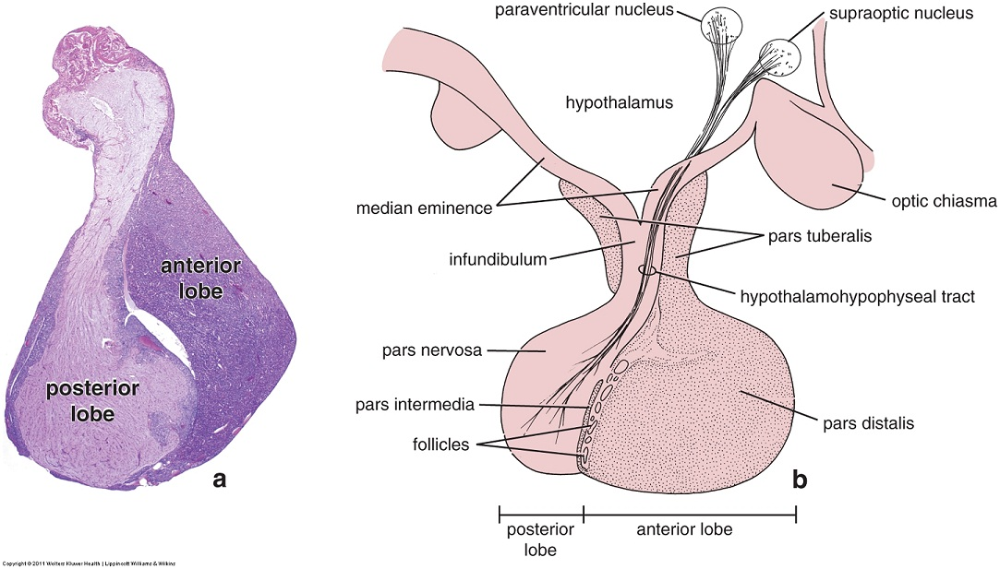 anterior
lobe
posterior
lobe
a
paraventricular nucleus
supraoptic nucleus
hypothalamus
median eminence
optic chiasma
pars tuberalis
infundibulum
hypothalamohypophyseal tract
pars nervosa
pars intermedia
pars distalis
follicles
b
posterior
lobe
anterior lobe
Copyright © 2011 Wolters Kluwer Health | Lippincott Williams & Wilkins